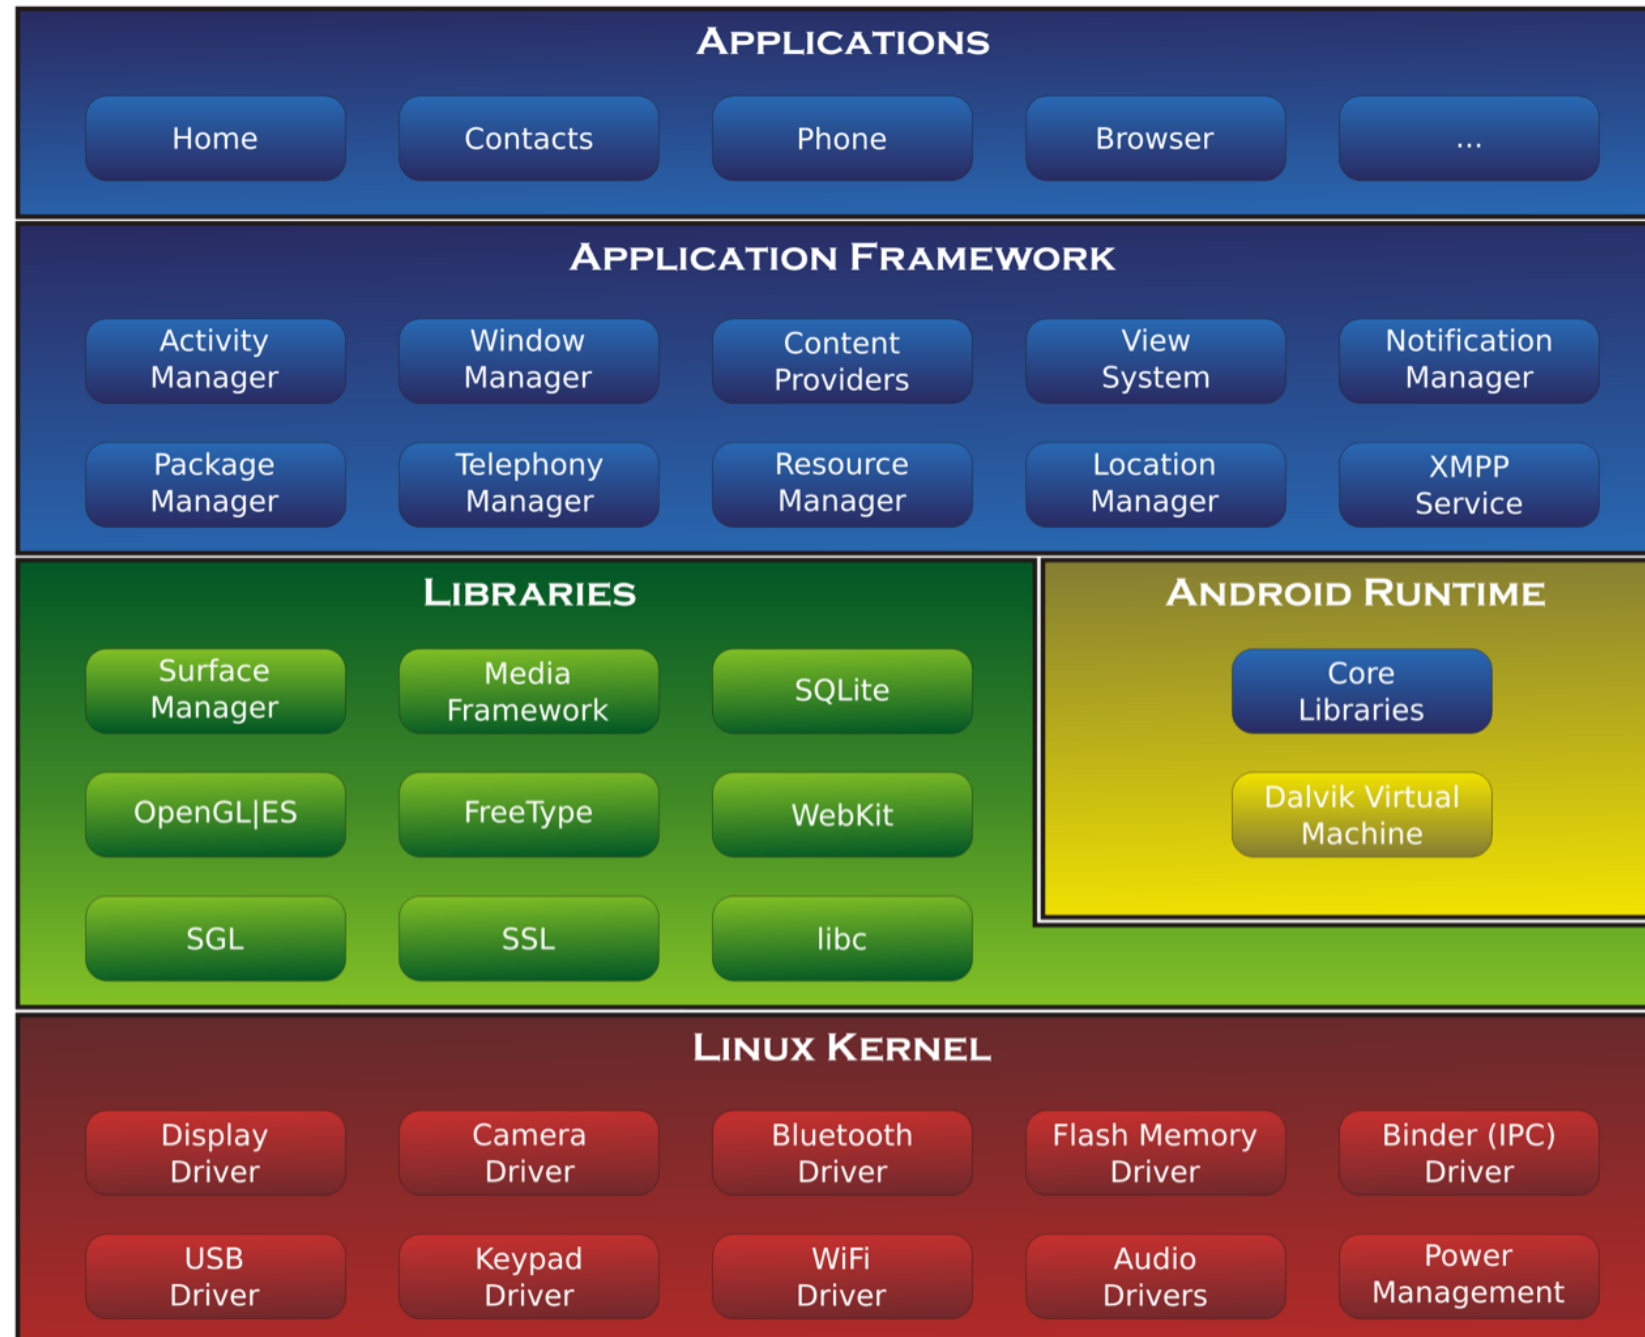 APPLICATIONS
Home
Contacts
Phone
Browser
...
APPLICATION FRAMEWORK
Activity
Manager
Window
Manager
Content
Providers
View
System
Notification
Manager
Package
Manager
Telephony
Manager
Resource
Manager
Location
Manager
XMPP
Service
LIBRARIES
Surface
Manager
Media
Framework
SQLite
OpenGL|ES
FreeType
WebKit
SGL
SSL
libc
ANDROID RUNTIME
Core
Libraries
Dalvik Virtual
Machine
LINUX KERNEL
Display
Driver
Camera
Driver
Bluetooth
Driver
Flash Memory
Driver
Binder (IPC)
Driver
USB
Driver
Keypad
Driver
WiFi
Driver
Audio
Drivers
Power
Management